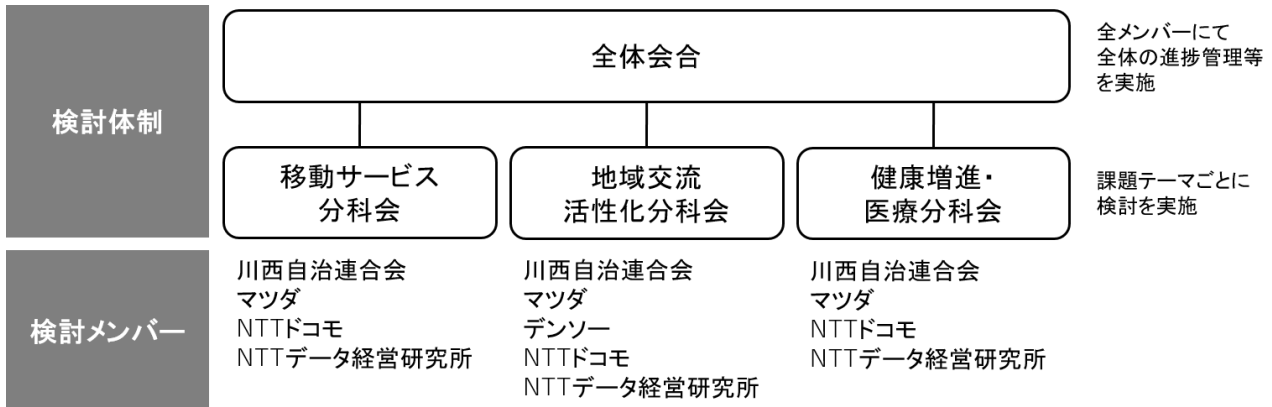 検討体制
全体会合
全メンバーにて
全体の進捗管理等
を実施
移動サービス
分科会
地域交流
活性化分科会
健康増進・
医療分科会
課題テーマごとに
検討を実施
検討メンバー
川西自治連合会
マツダ
NTTドコモ
NTTデータ経営研究所
川西自治連合会
マツダ
デンソー
NTTドコモ
NTTデータ経営研究所
川西自治連合会
マツダ
NTTドコモ
NTTデータ経営研究所